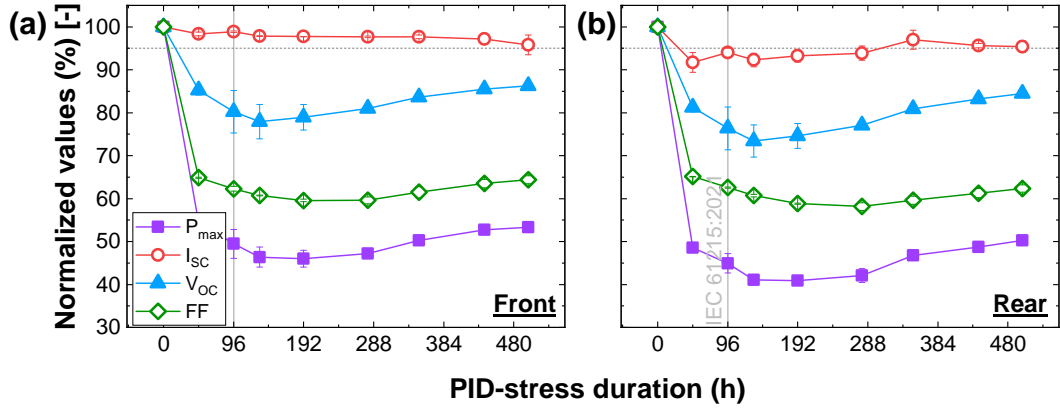 (a)
(b)
Normalized values (%) [-]
100
90
80
70
60
50
40
30
P_max
I_SC
V_OC
FF
Front
IEC 61215:2021
Rear
0 96 192 288 384 480
0 96 192 288 384 480
PID-stress duration (h)